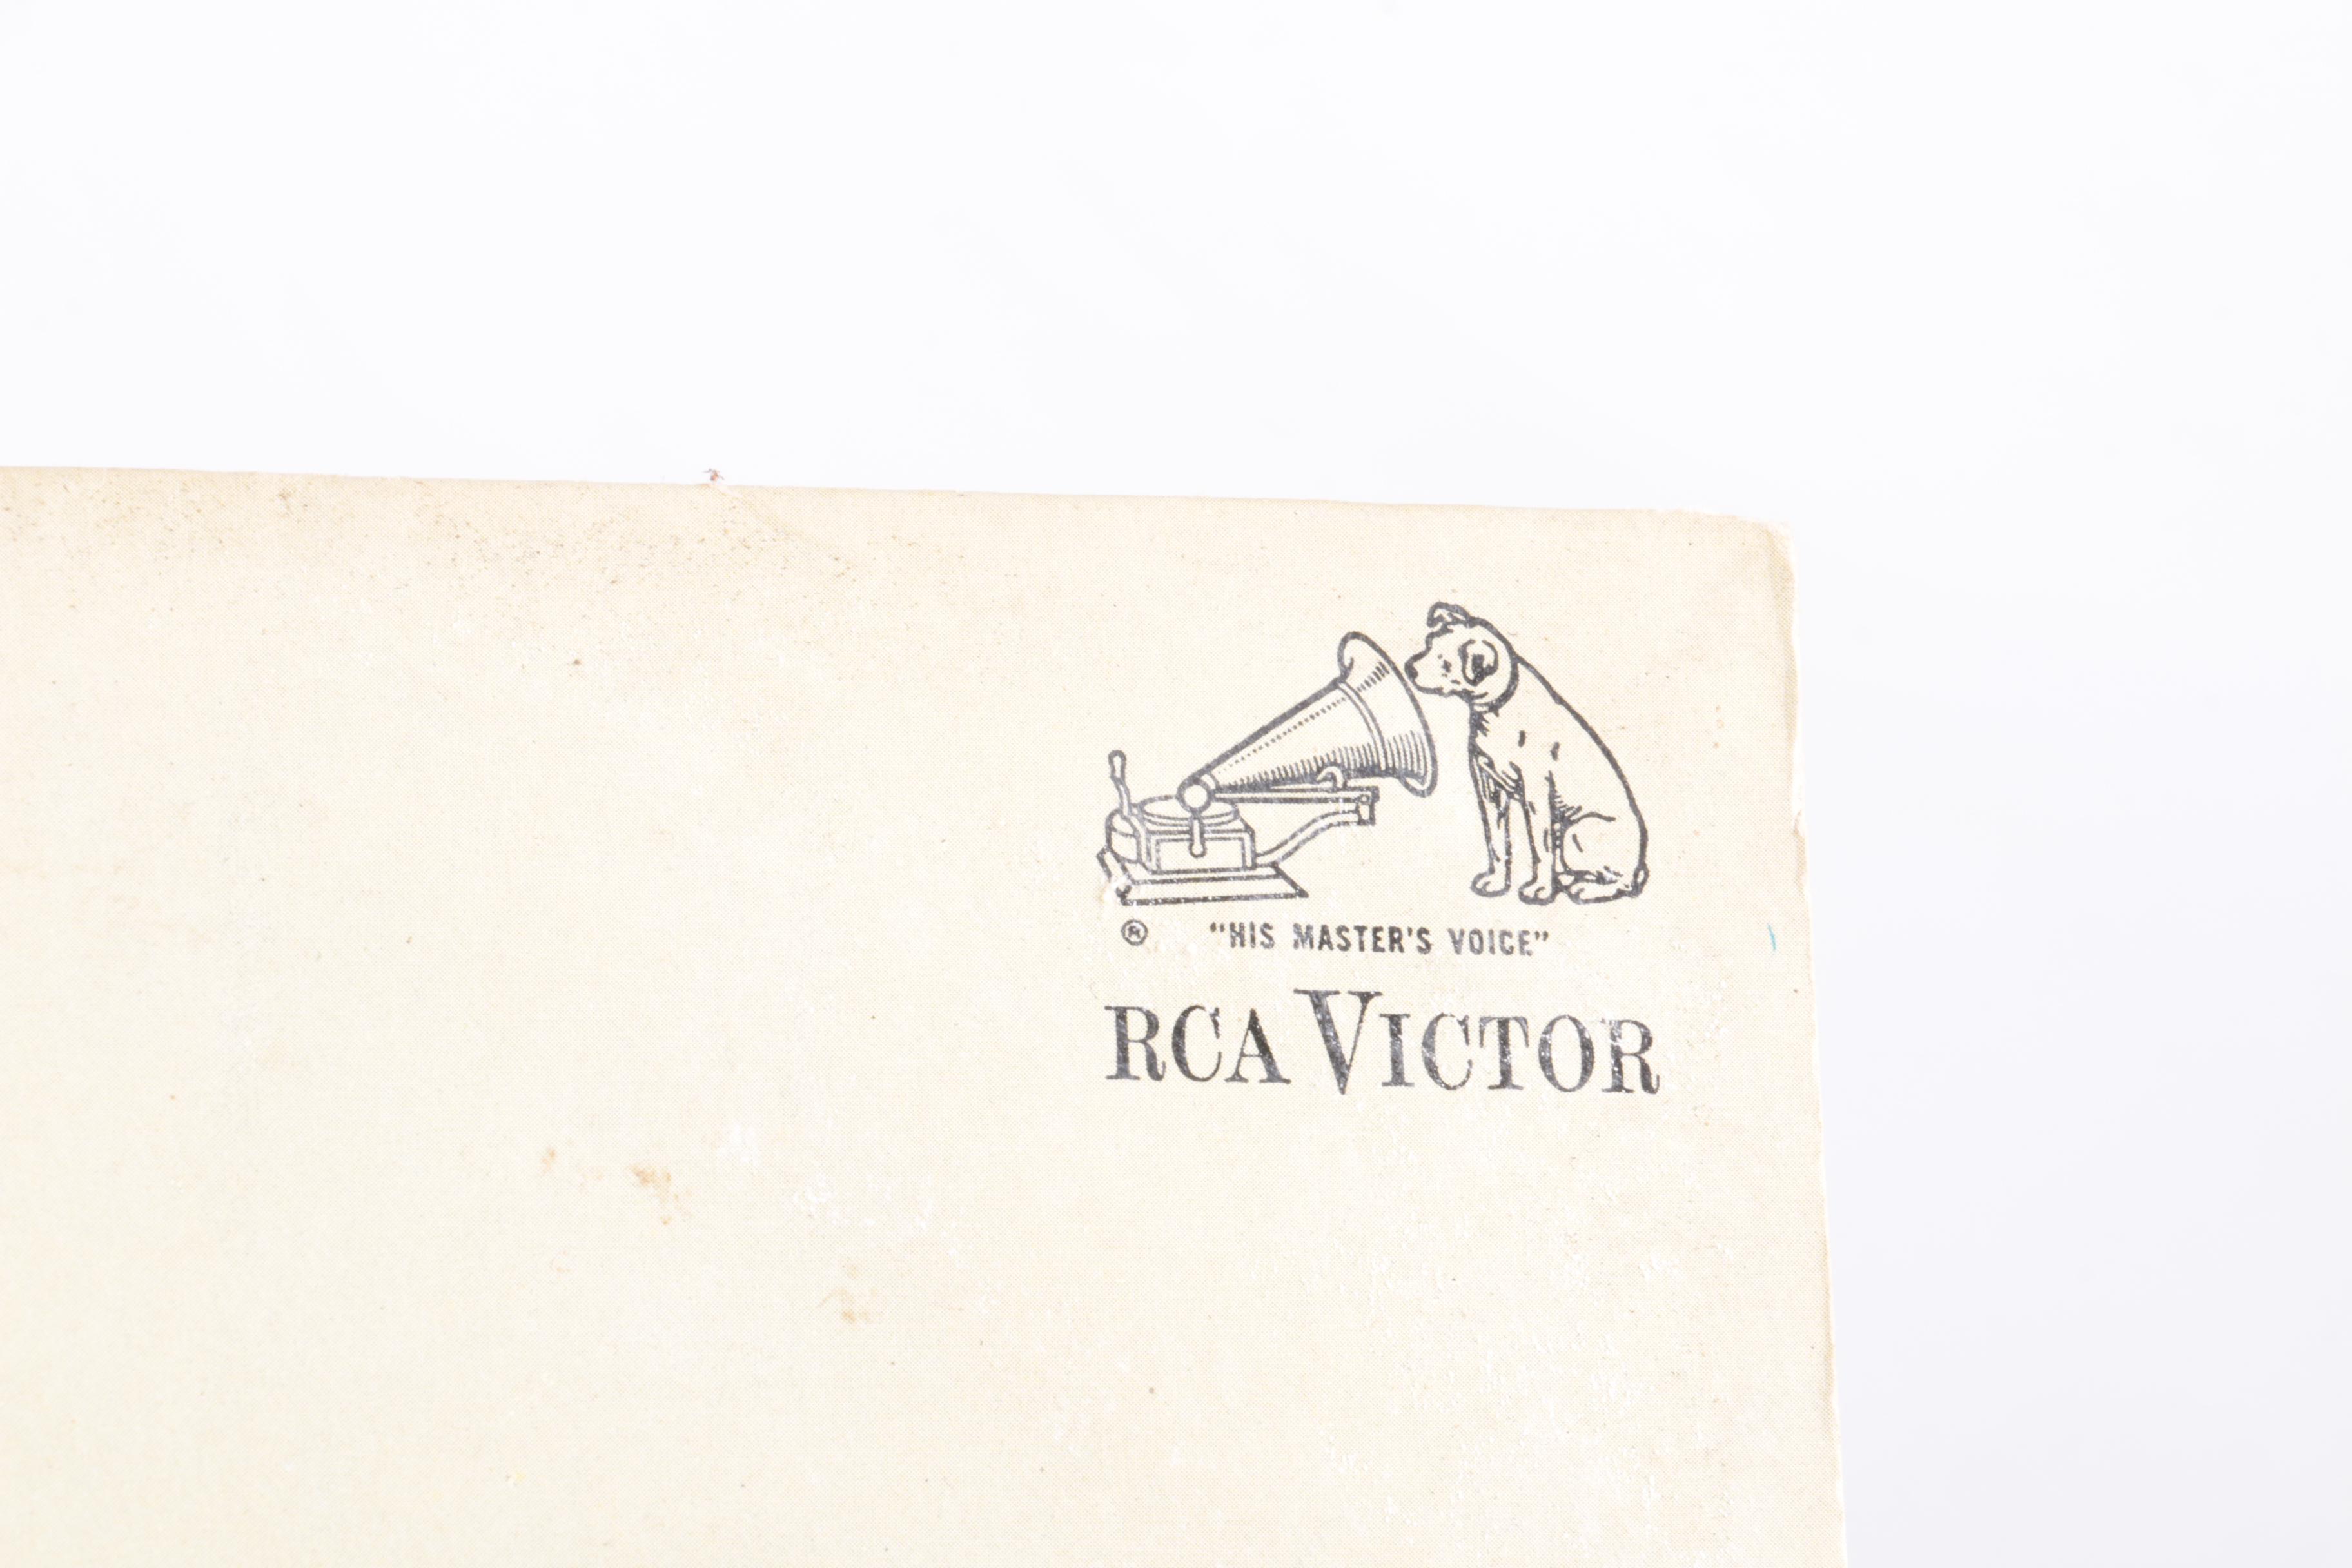 ® "HIS MASTER'S VOICE"
RCA VICTOR